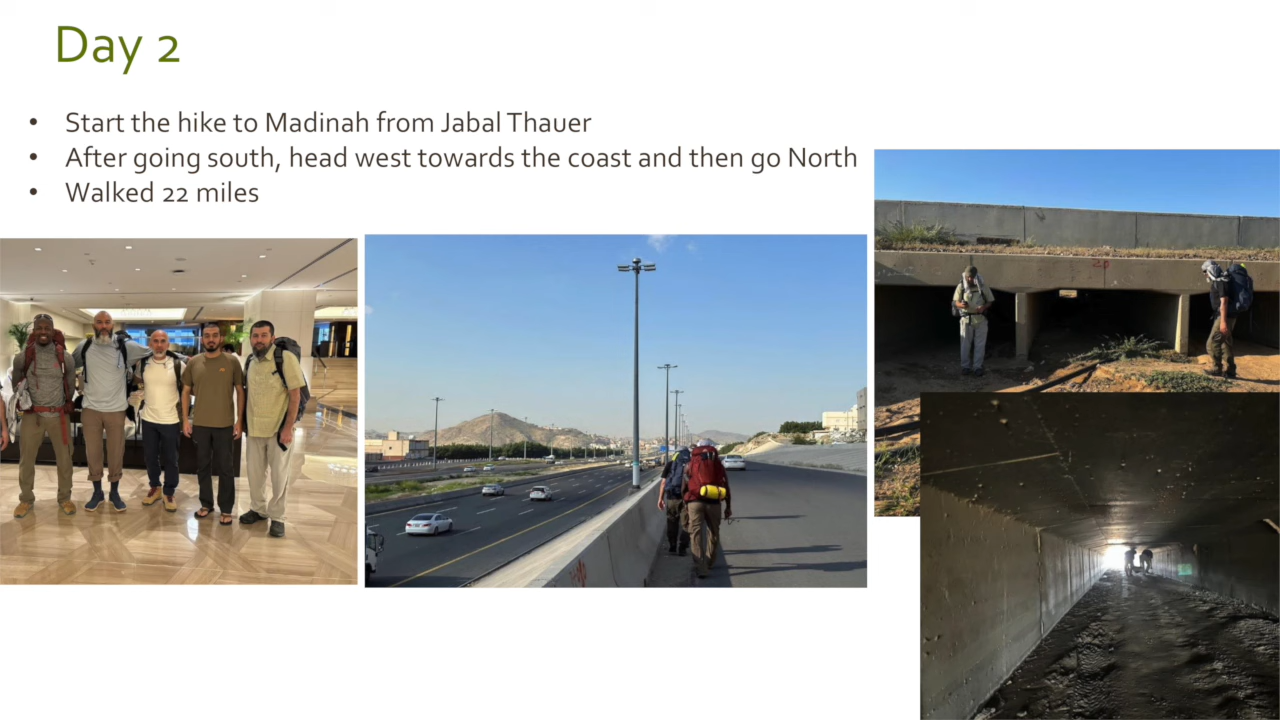 Day 2
• Start the hike to Madinah from Jabal Thauer
• After going south, head west towards the coast and then go North
• Walked 22 miles